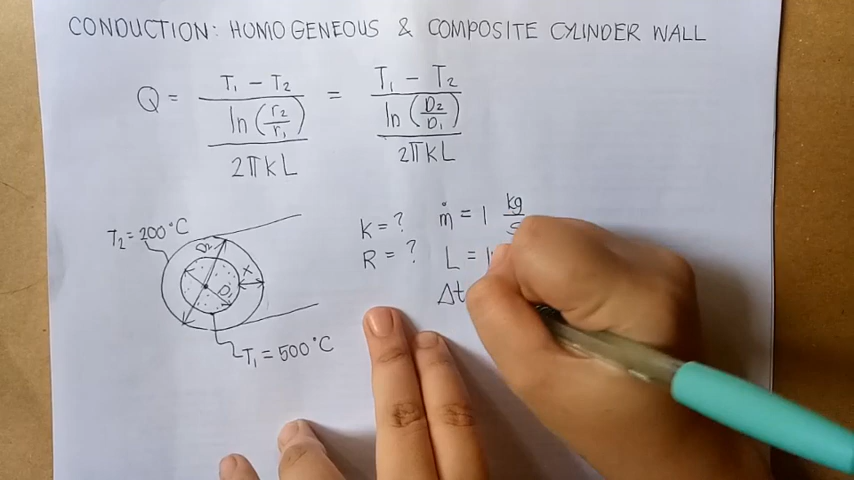 CONDUCTION: HOMOGENEOUS & COMPOSITE CYLINDER WALL
Q = T₁ - T₂ / (ln (r₂/r₁) / 2πkL) = T₁ - T₂ / (ln (D₂/D₁) / 2πkL)
T₂ = 200°C
D₂
x
D₁
T₁ = 500°C
K = ?
R = ?
ṁ = 1 kg/s
L =
Δt